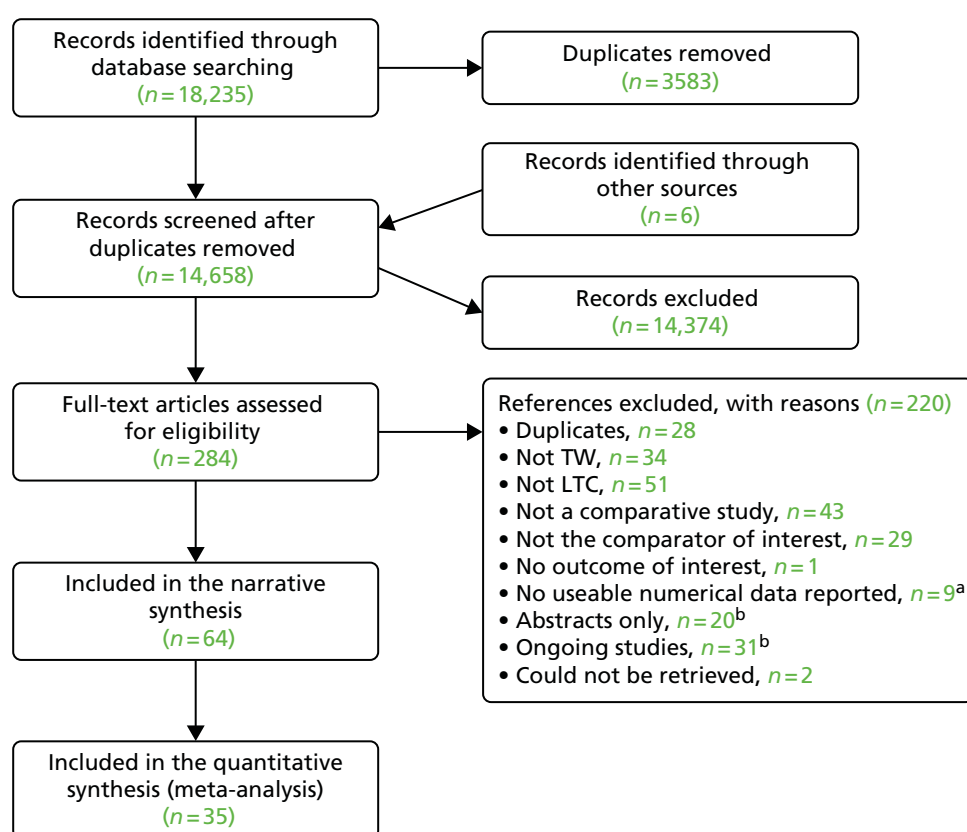 Records identified through
database searching
(n=18,235)
Duplicates removed
(n=3583)
Records identified through
other sources
(n=6)
Records screened after
duplicates removed
(n=14,658)
Records excluded
(n=14,374)
Full-text articles assessed
for eligibility
(n=284)
References excluded, with reasons (n=220)
• Duplicates, n=28
• Not TW, n=34
• Not LTC, n=51
• Not a comparative study, n=43
• Not the comparator of interest, n=29
• No outcome of interest, n=1
• No useable numerical data reported, n=9a
• Abstracts only, n=20b
• Ongoing studies, n=31b
• Could not be retrieved, n=2
Included in the narrative
synthesis
(n=64)
Included in the quantitative
synthesis (meta-analysis)
(n=35)